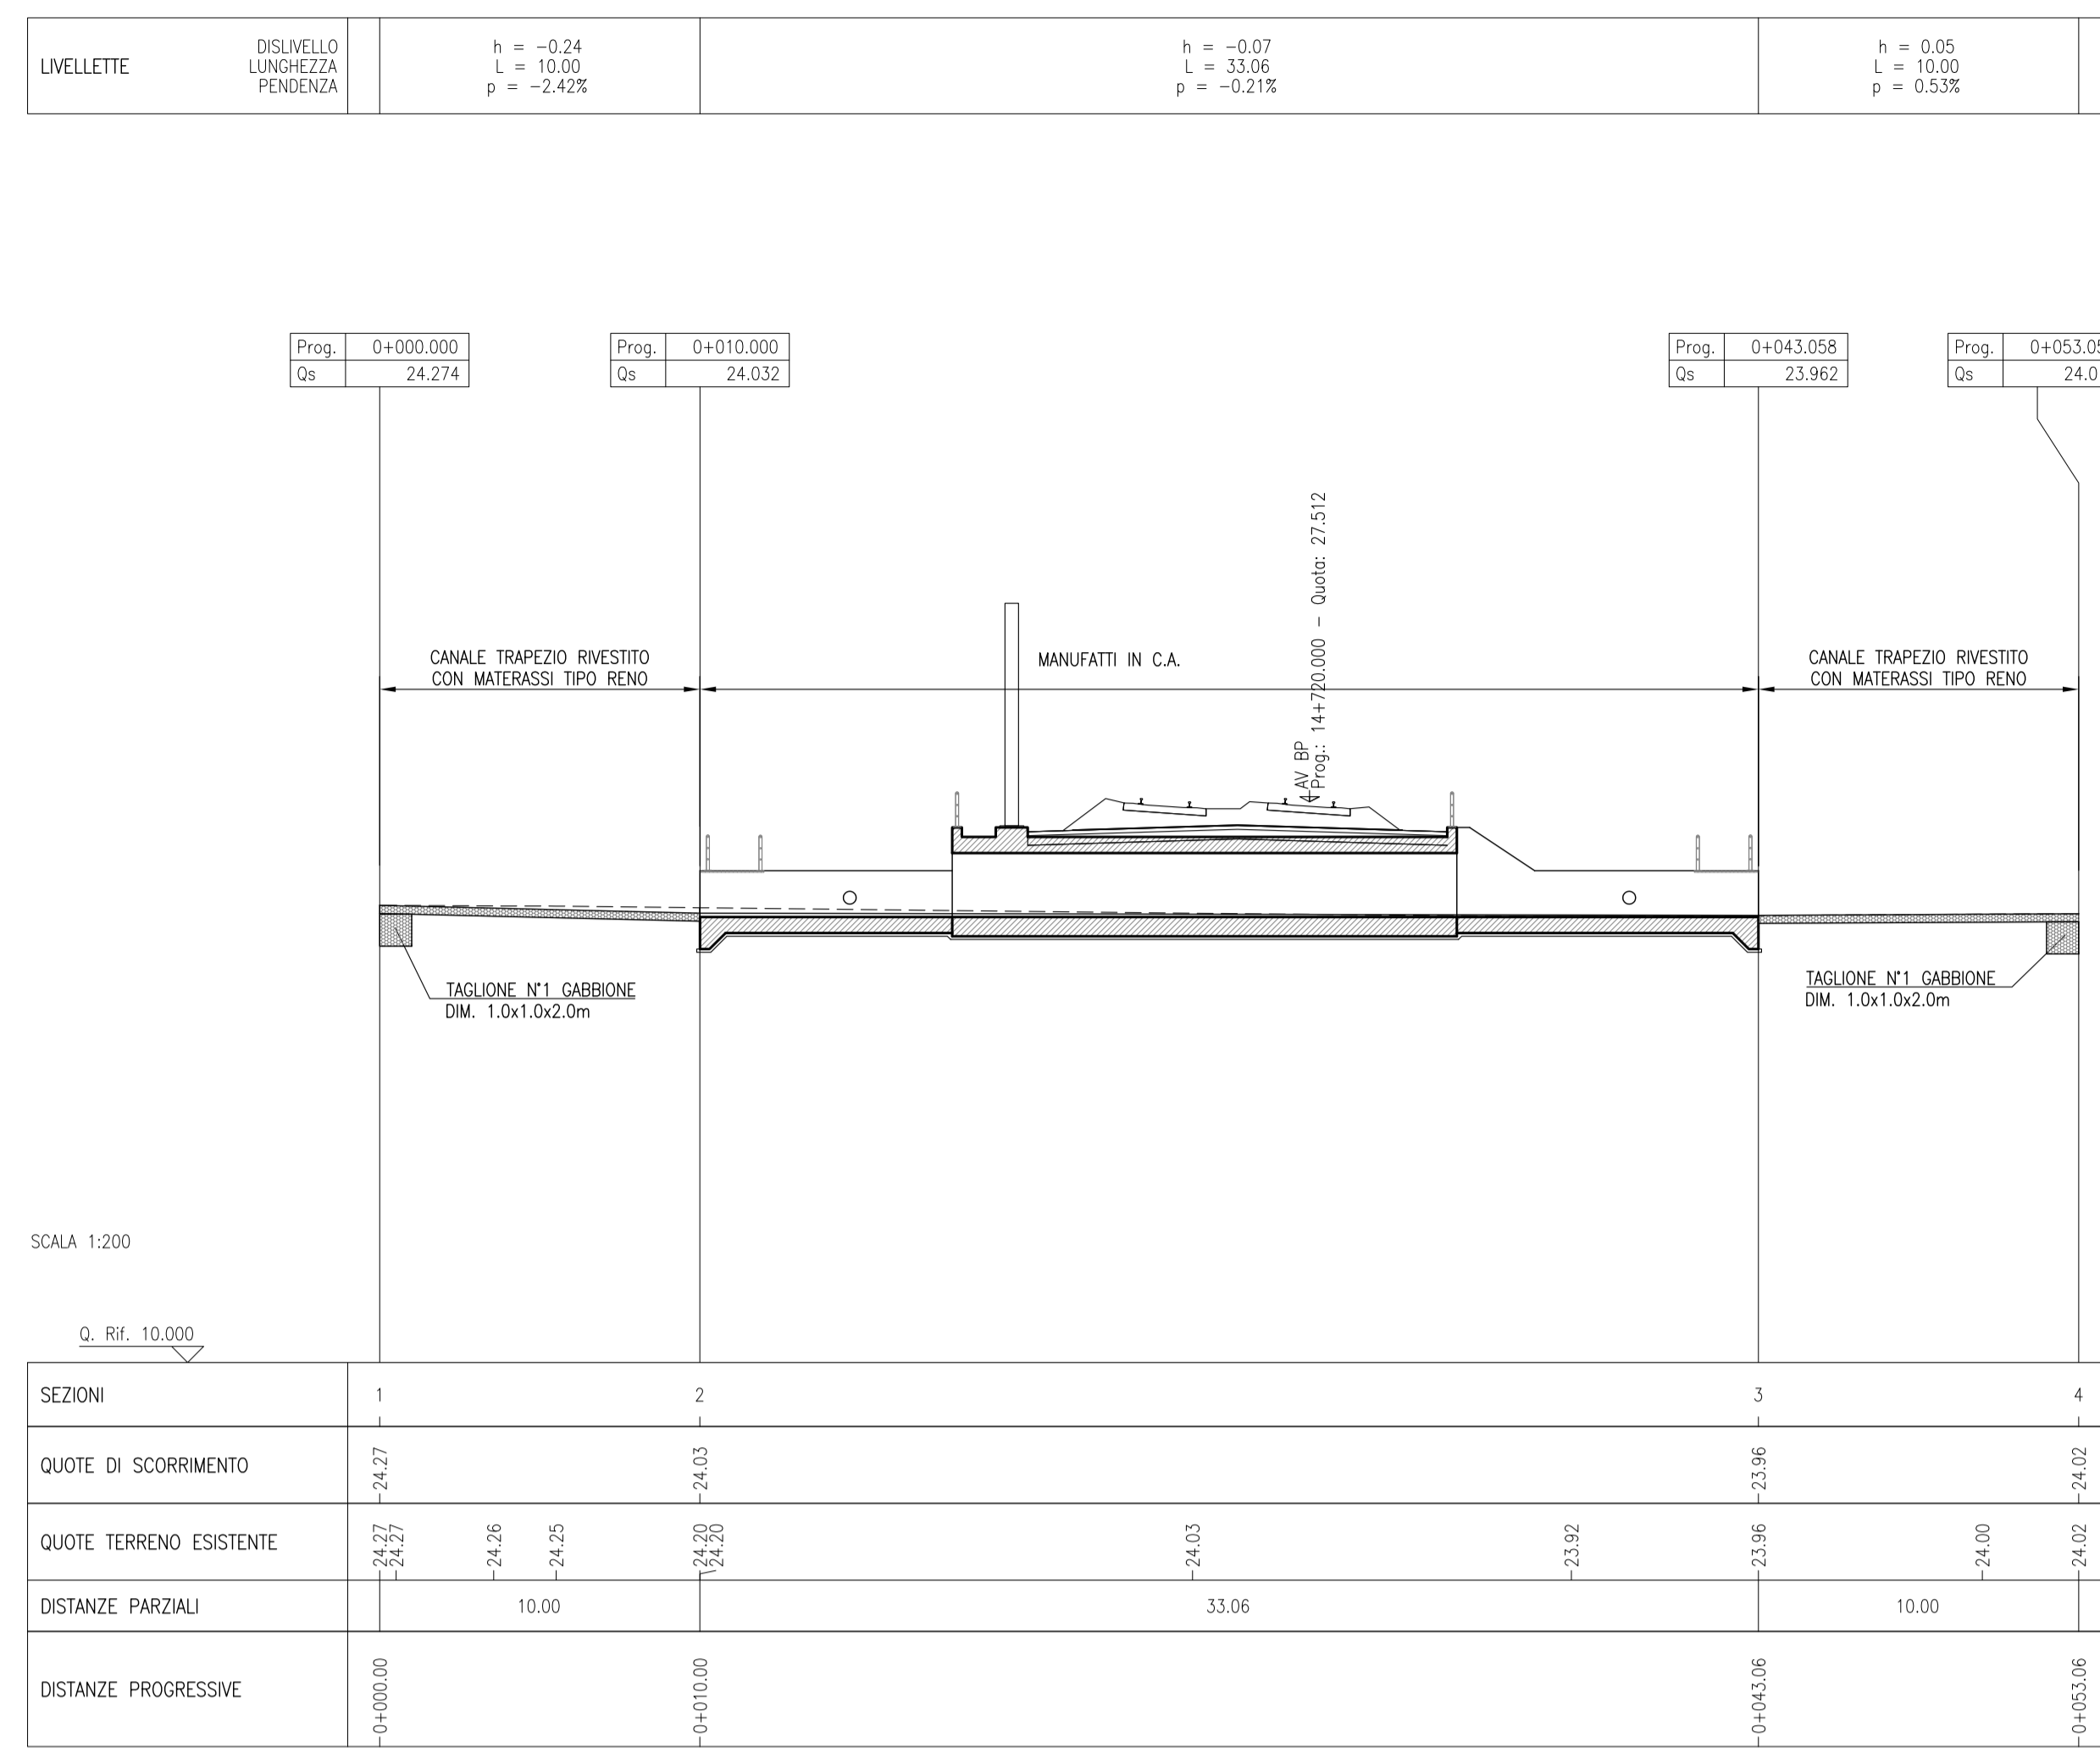 LIVELLETTE
DISLIVELLO
LUNGHEZZA
PENDENZA
h = -0.24
L = 10.00
p = -2.42%
h = -0.07
L = 33.06
p = -0.21%
h = 0.05
L = 10.00
p = 0.53%
Prog. 0+000.000
Qs 24.274
Prog. 0+010.000
Qs 24.032
Prog. 0+043.058
Qs 23.962
Prog.
Qs
AV BP
Prog.: 14+720.000 - Quota: 27.512
CANALE TRAPEZIO RIVESTITO
CON MATERASSI TIPO RENO
MANUFATTI IN C.A.
CANALE TRAPEZIO RIVESTITO
CON MATERASSI TIPO RENO
TAGLIONE N°1 GABBIONE
DIM. 1.0x1.0x2.0m
TAGLIONE N°1 GABBIONE
DIM. 1.0x1.0x2.0m
SCALA 1:200
Q. Rif. 10.000
SEZIONI 1 2 3 4
QUOTE DI SCORRIMENTO 24.27 24.03 23.96 24.02
QUOTE TERRENO ESISTENTE 24.27 24.27 24.26 24.25 24.20 24.20 24.03 23.92 23.96 24.00 24.02
DISTANZE PARZIALI 10.00 33.06 10.00
DISTANZE PROGRESSIVE 0+000.00 0+010.00 0+043.06 0+053.06